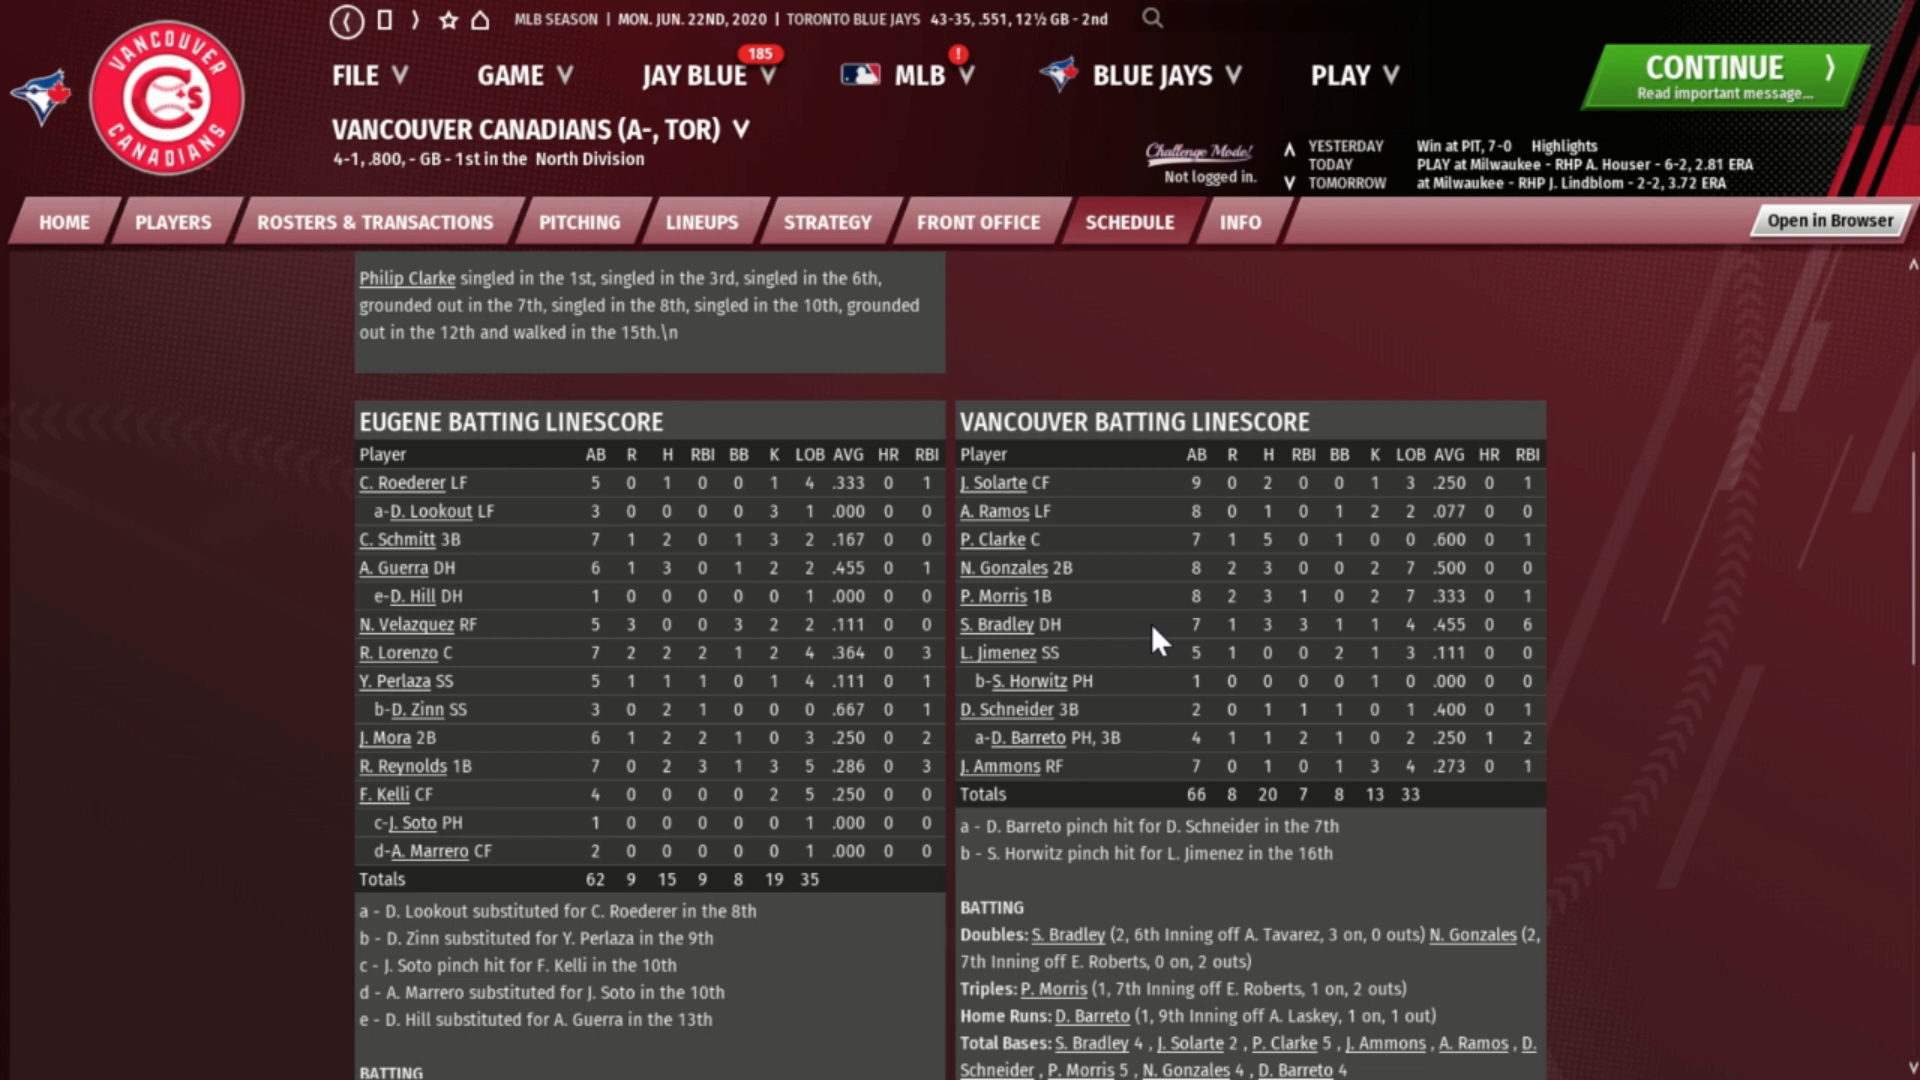 MLB SEASON | MON. JUN. 22ND, 2020 | TORONTO BLUE JAYS 43-35, .551, 12½ GB - 2nd
VANCOUVER CANADIANS
C's
FILE GAME JAY BLUE 185 MLB ! BLUE JAYS PLAY
CONTINUE
Read important message...
VANCOUVER CANADIANS (A-, TOR)
4-1, .800, - GB - 1st in the North Division
Challenge Mode!
Not logged in.
YESTERDAY Win at PIT, 7-0 Highlights
TODAY PLAY at Milwaukee - RHP A. Houser - 6-2, 2.81 ERA
TOMORROW at Milwaukee - RHP J. Lindblom - 2-2, 3.72 ERA
HOME PLAYERS ROSTERS & TRANSACTIONS PITCHING LINEUPS STRATEGY FRONT OFFICE SCHEDULE INFO Open in Browser
Philip Clarke singled in the 1st, singled in the 3rd, singled in the 6th,
grounded out in the 7th, singled in the 8th, singled in the 10th, grounded
out in the 12th and walked in the 15th.\n
EUGENE BATTING LINESCORE
Player AB R H RBI BB K LOB AVG HR RBI
C. Roederer LF 5 0 1 0 0 1 4 .333 0 1
a-D. Lookout LF 3 0 0 0 0 3 1 .000 0 0
C. Schmitt 3B 7 1 2 0 1 3 2 .167 0 0
A. Guerra DH 6 1 3 0 1 2 2 .455 0 1
e-D. Hill DH 1 0 0 0 0 0 1 .000 0 0
N. Velazquez RF 5 3 0 0 3 2 2 .111 0 0
R. Lorenzo C 7 2 2 2 1 2 4 .364 0 3
Y. Perlaza SS 5 1 1 1 0 1 4 .111 0 1
b-D. Zinn SS 3 0 2 1 0 0 0 .667 0 1
J. Mora 2B 6 1 2 2 1 0 3 .250 0 2
R. Reynolds 1B 7 0 2 3 1 3 5 .286 0 3
F. Kelli CF 4 0 0 0 0 2 5 .250 0 0
c-J. Soto PH 1 0 0 0 0 0 1 .000 0 0
d-A. Marrero CF 2 0 0 0 0 0 1 .000 0 0
Totals 62 9 15 9 8 19 35
a - D. Lookout substituted for C. Roederer in the 8th
b - D. Zinn substituted for Y. Perlaza in the 9th
c - J. Soto pinch hit for F. Kelli in the 10th
d - A. Marrero substituted for J. Soto in the 10th
e - D. Hill substituted for A. Guerra in the 13th
BATTING
VANCOUVER BATTING LINESCORE
Player AB R H RBI BB K LOB AVG HR RBI
J. Solarte CF 9 0 2 0 0 1 3 .250 0 1
A. Ramos LF 8 0 1 0 1 2 2 .077 0 0
P. Clarke C 7 1 5 0 1 0 0 .600 0 1
N. Gonzales 2B 8 2 3 0 0 2 7 .500 0 0
P. Morris 1B 8 2 3 1 0 2 7 .333 0 1
S. Bradley DH 7 1 3 3 1 1 4 .455 0 6
L. Jimenez SS 5 1 0 0 2 1 3 .111 0 0
b-S. Horwitz PH 1 0 0 0 0 1 0 .000 0 0
D. Schneider 3B 2 0 1 1 1 0 1 .400 0 1
a-D. Barreto PH, 3B 4 1 1 2 1 0 2 .250 1 2
J. Ammons RF 7 0 1 0 1 3 4 .273 0 1
Totals 66 8 20 7 8 13 33
a - D. Barreto pinch hit for D. Schneider in the 7th
b - S. Horwitz pinch hit for L. Jimenez in the 16th
BATTING
Doubles: S. Bradley (2, 6th Inning off A. Tavarez, 3 on, 0 outs) N. Gonzales (2,
7th Inning off E. Roberts, 0 on, 2 outs)
Triples: P. Morris (1, 7th Inning off E. Roberts, 1 on, 2 outs)
Home Runs: D. Barreto (1, 9th Inning off A. Laskey, 1 on, 1 out)
Total Bases: S. Bradley 4 , J. Solarte 2 , P. Clarke 5 , J. Ammons , A. Ramos , D.
Schneider , P. Morris 5 , N. Gonzales 4 , D. Barreto 4